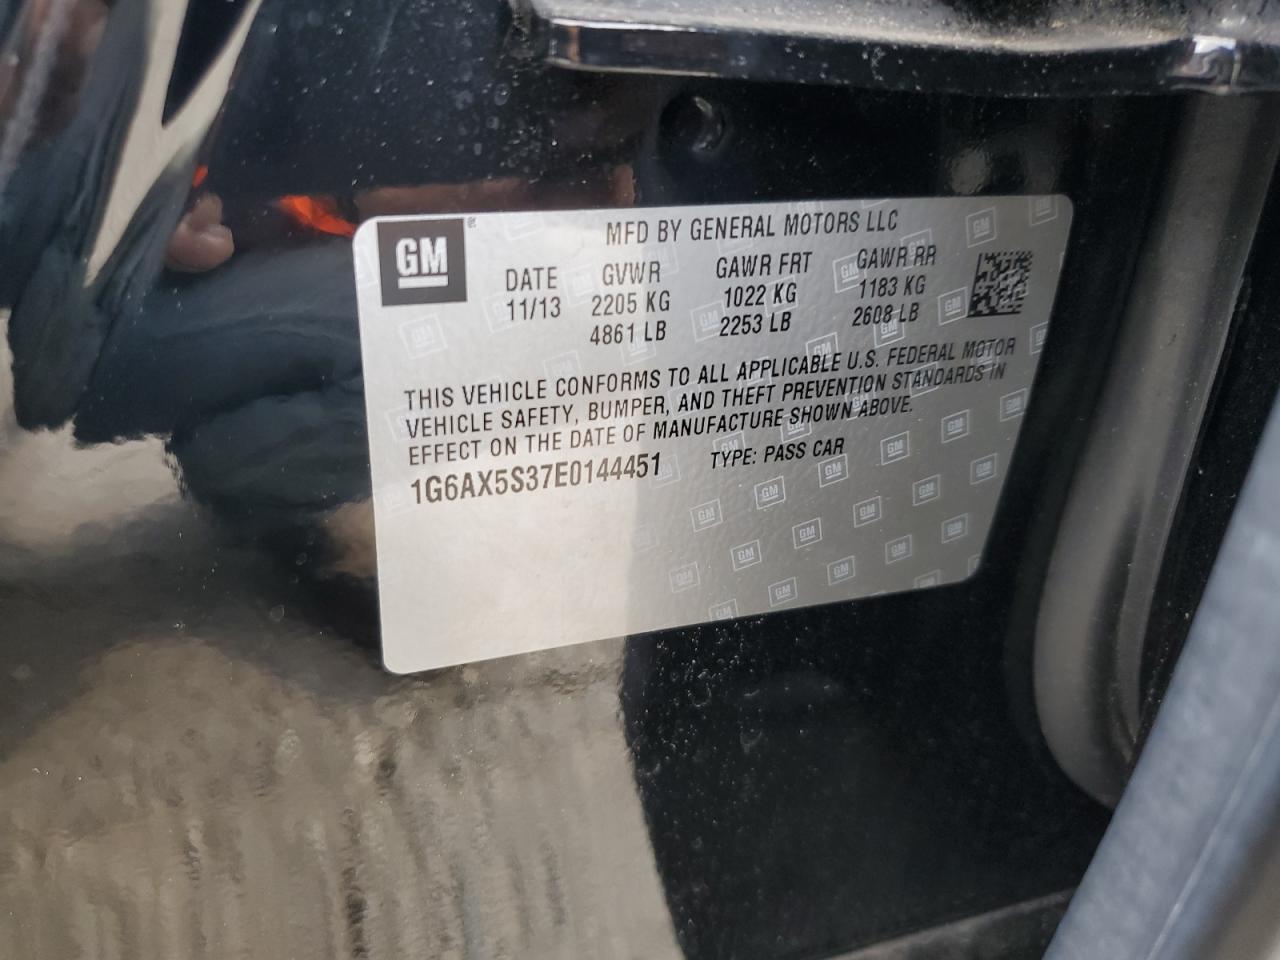 GM
MFD BY GENERAL MOTORS LLC
DATE GVWR GAWR FRT GAWR RR
11/13 2205 KG 1022 KG 1183 KG
4861 LB 2253 LB 2608 LB
THIS VEHICLE CONFORMS TO ALL APPLICABLE U.S. FEDERAL MOTOR
VEHICLE SAFETY, BUMPER, AND THEFT PREVENTION STANDARDS IN
EFFECT ON THE DATE OF MANUFACTURE SHOWN ABOVE.
1G6AX5S37E0144451 TYPE: PASS CAR